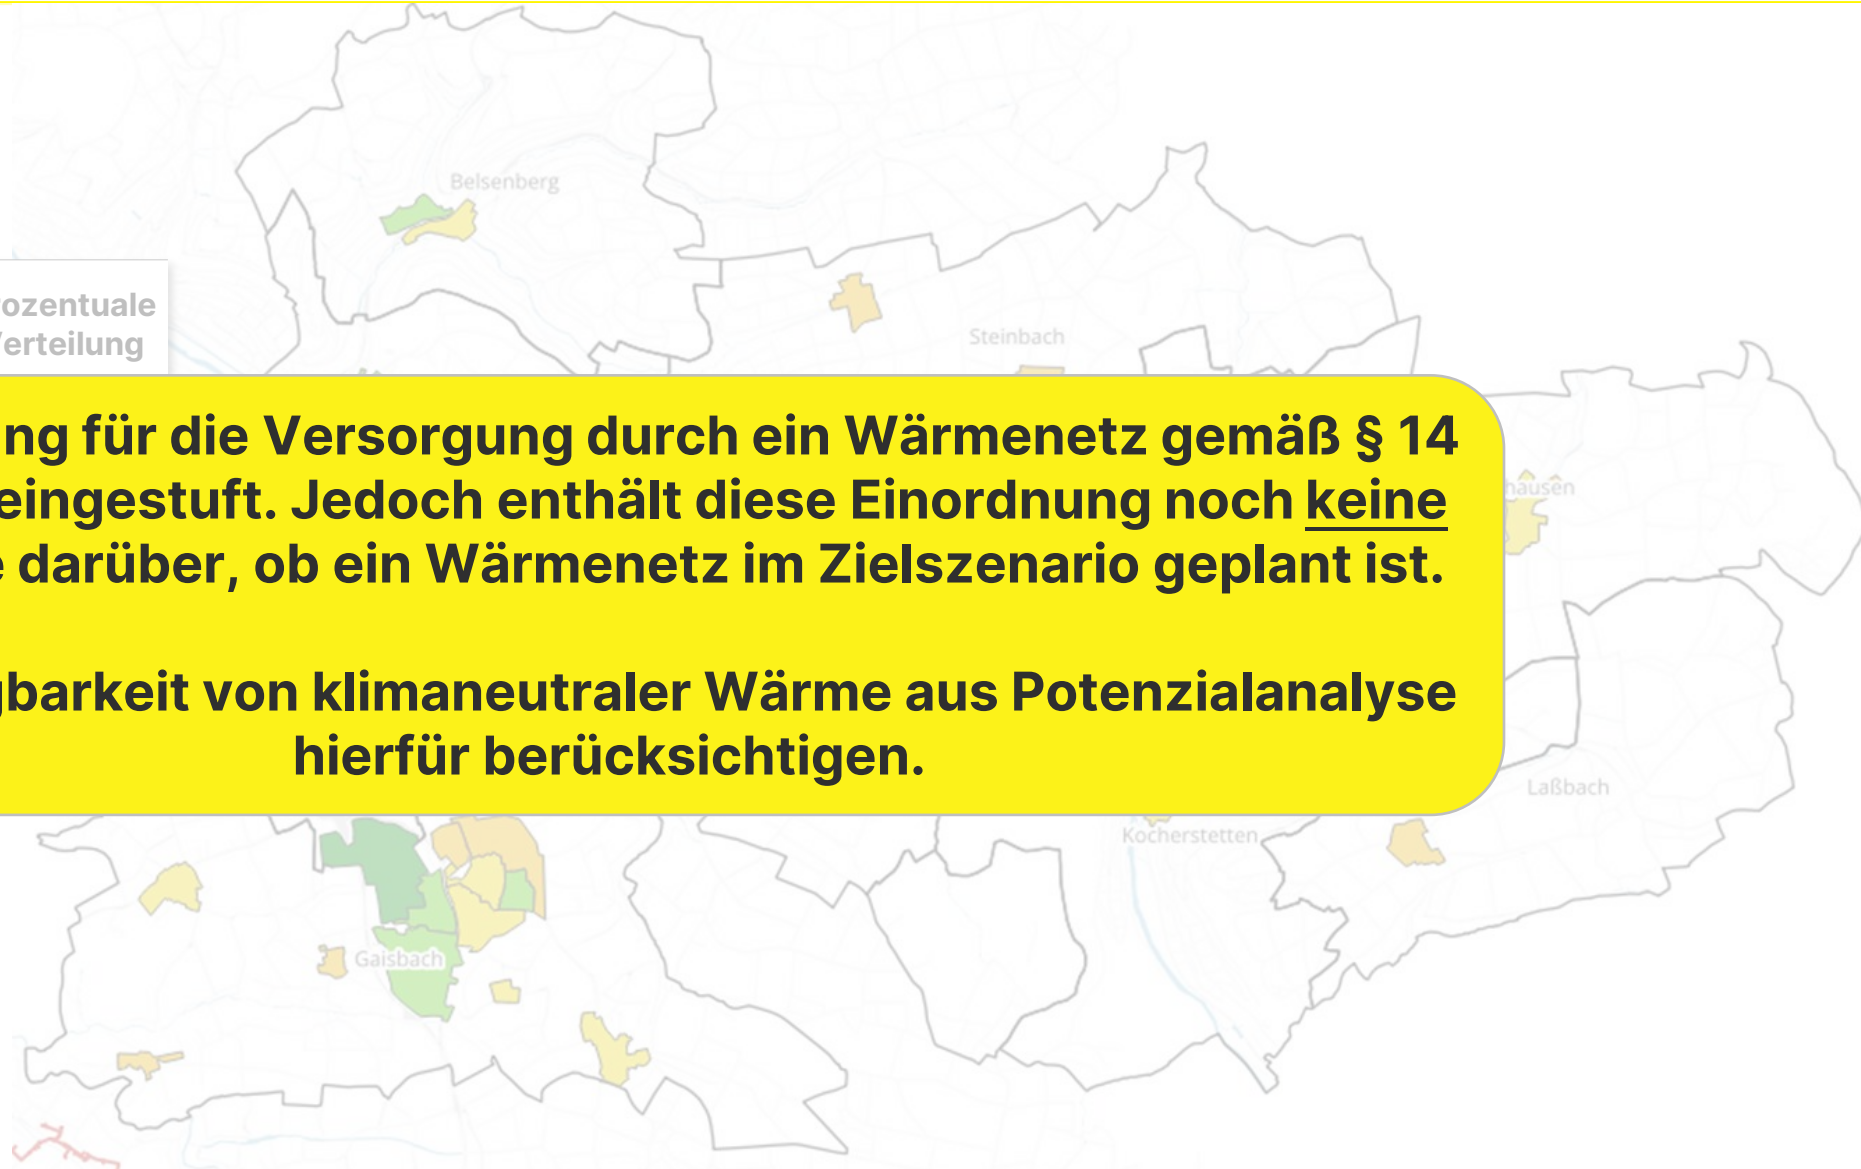 Belsenberg
ozentuale
erteilung
Steinbach
ng für die Versorgung durch ein Wärmenetz gemäß § 14
eingestuft. Jedoch enthält diese Einordnung noch keine
e darüber, ob ein Wärmenetz im Zielszenario geplant ist.
hausen
gbarkeit von klimaneutraler Wärme aus Potenzialanalyse
hierfür berücksichtigen.
Laßbach
Kocherstetten
Gaisbach